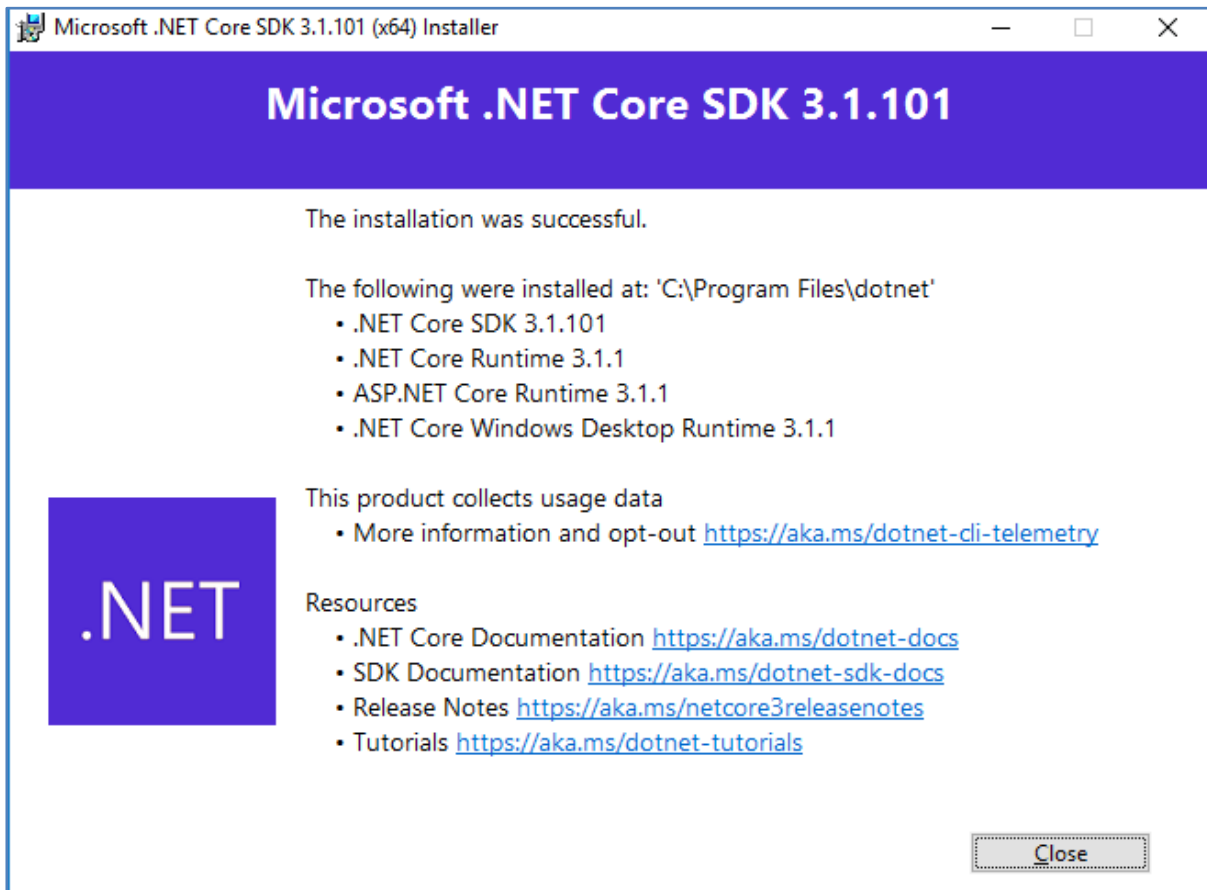 Microsoft .NET Core SDK 3.1.101 (x64) Installer
Microsoft .NET Core SDK 3.1.101
The installation was successful.
The following were installed at: 'C:\Program Files\dotnet'
• .NET Core SDK 3.1.101
• .NET Core Runtime 3.1.1
• ASP.NET Core Runtime 3.1.1
• .NET Core Windows Desktop Runtime 3.1.1
This product collects usage data
• More information and opt-out https://aka.ms/dotnet-cli-telemetry
.NET
Resources
• .NET Core Documentation https://aka.ms/dotnet-docs
• SDK Documentation https://aka.ms/dotnet-sdk-docs
• Release Notes https://aka.ms/netcore3releasenotes
• Tutorials https://aka.ms/dotnet-tutorials
Close